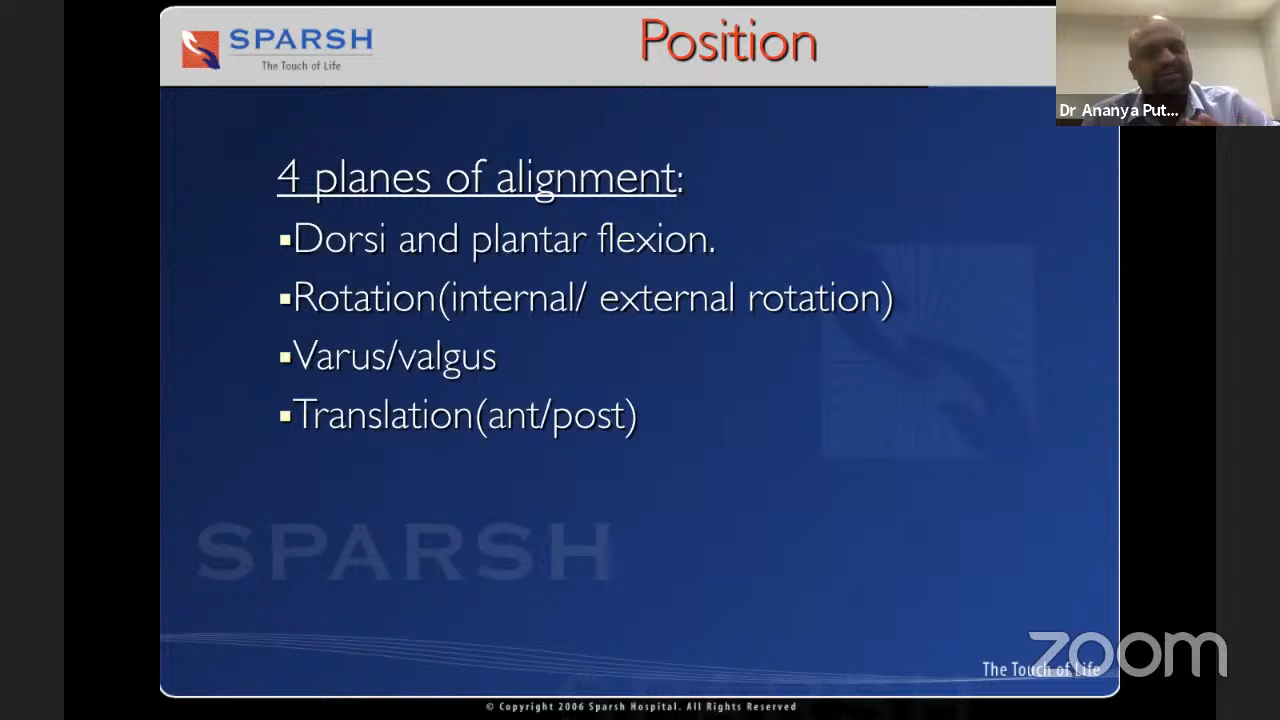 SPARSH
The Touch of Life
Position
Dr Ananya Put...
4 planes of alignment:
▪Dorsi and plantar flexion.
▪Rotation(internal/ external rotation)
▪Varus/valgus
▪Translation(ant/post)
SPARSH
zoom
The Touch of Life
© Copyright 2006 Sparsh Hospital. All Rights Reserved